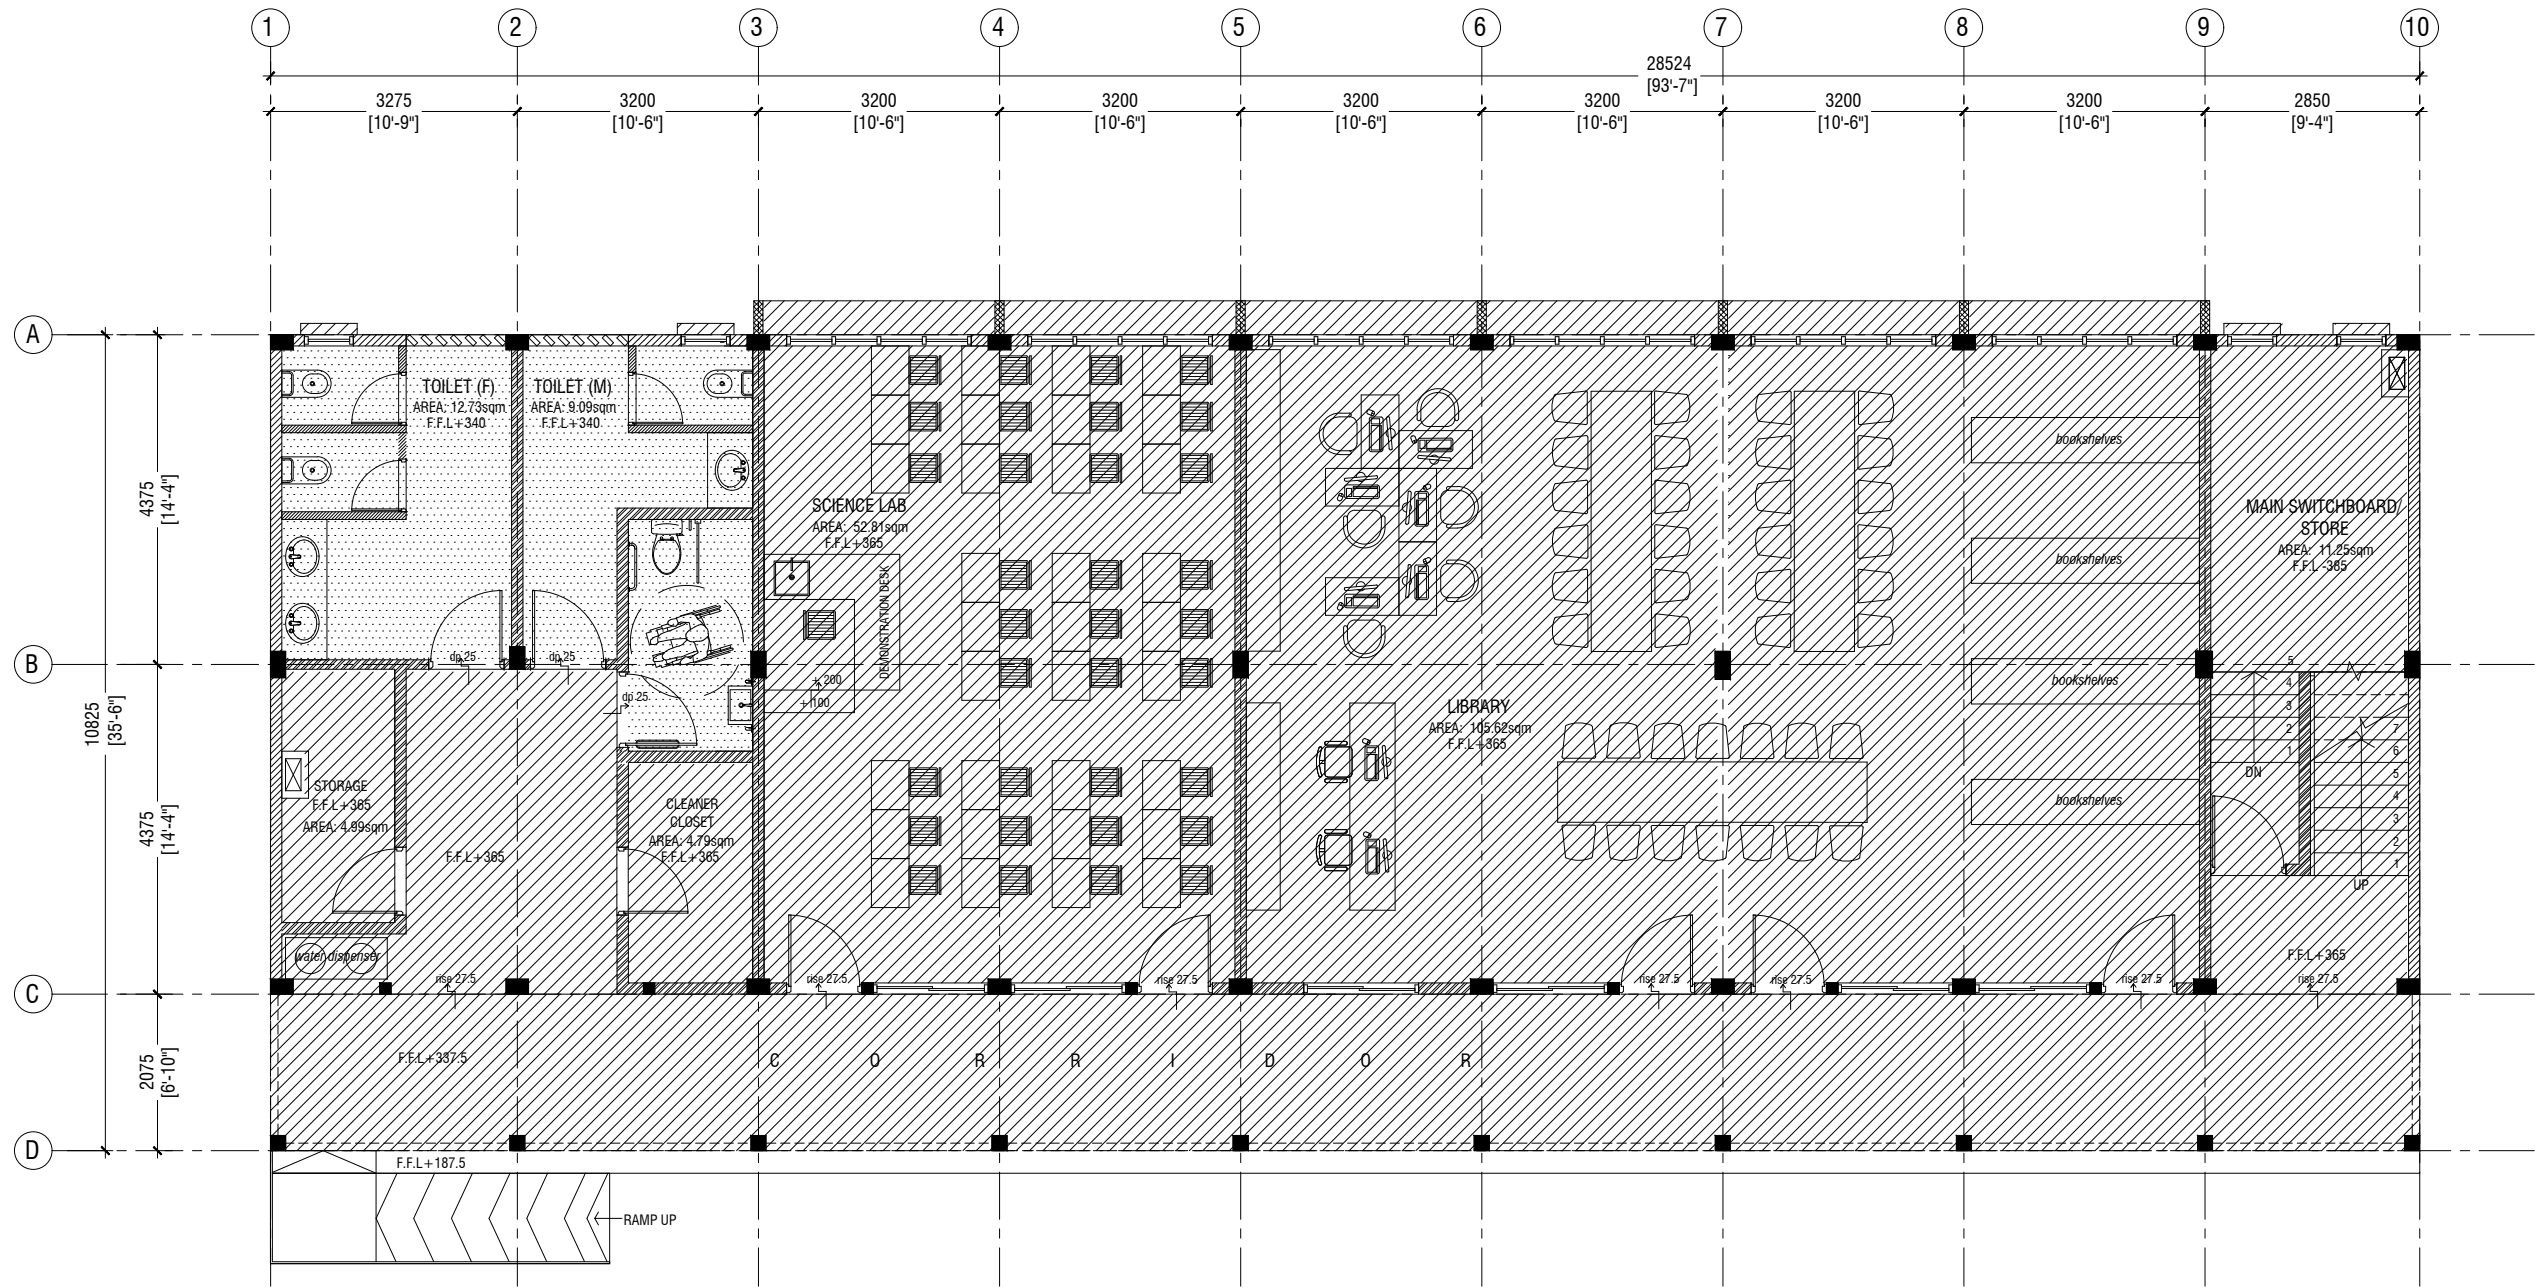 1 2 3 4 5 6 7 8 9 10
28524
[93'-7"]
3275 3200 3200 3200 3200 3200 3200 3200 2850
[10'-9"] [10'-6"] [10'-6"] [10'-6"] [10'-6"] [10'-6"] [10'-6"] [10'-6"] [9'-4"]
A
B
C
D
10825
[35'-6"]
4375
[14'-4"]
4375
[14'-4"]
2075
[6'-10"]
TOILET (F)
AREA: 12.73sqm
F.F.L+340
TOILET (M)
AREA: 9.09sqm
F.F.L+340
dp 25
dp 25
dp 25
SCIENCE LAB
AREA: 52.81sqm
F.F.L+365
DEMONSTRATION DESK
+ 200
+ 100
LIBRARY
AREA: 105.62sqm
F.F.L+365
bookshelves
bookshelves
bookshelves
bookshelves
MAIN SWITCHBOARD/
STORE
AREA: 11.25sqm
F.F.L -385
5
4
3
2
1
DN
7
6
5
4
3
2
1
UP
F.F.L+365
STORAGE
F.F.L+365
AREA: 4.99sqm
F.F.L+365
CLEANER
CLOSET
AREA: 4.79sqm
F.F.L+365
water dispenser
rise 27.5
rise 27.5
rise 27.5
rise 27.5
rise 27.5
rise 27.5
rise 27.5
F.F.L+337.5
C O R R I D O R
F.F.L+187.5
RAMP UP